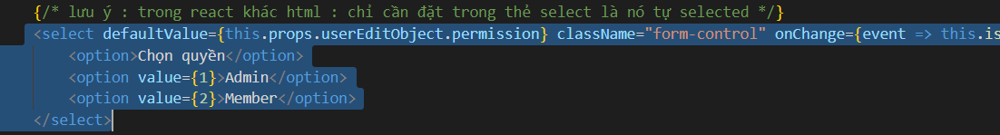 {/* lưu ý : trong react khác html : chỉ cần đặt trong thẻ select là nó tự selected */}
<select defaultValue={this.props.userEditObject.permission} className="form-control" onChange={event => this.is
<option>Chọn quyền</option>
<option value={1}>Admin</option>
<option value={2}>Member</option>
</select>